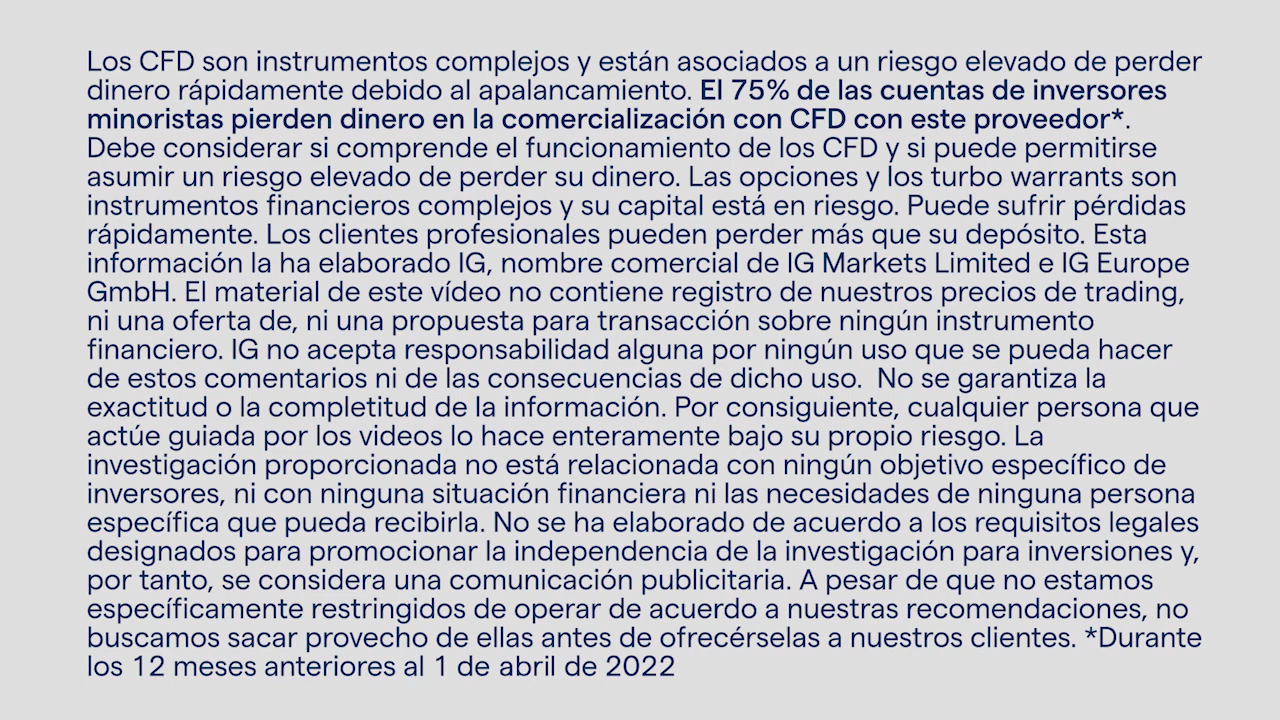 Los CFD son instrumentos complejos y están asociados a un riesgo elevado de perder
dinero rápidamente debido al apalancamiento. El 75% de las cuentas de inversores
minoristas pierden dinero en la comercialización con CFD con este proveedor*.
Debe considerar si comprende el funcionamiento de los CFD y si puede permitirse
asumir un riesgo elevado de perder su dinero. Las opciones y los turbo warrants son
instrumentos financieros complejos y su capital está en riesgo. Puede sufrir pérdidas
rápidamente. Los clientes profesionales pueden perder más que su depósito. Esta
información la ha elaborado IG, nombre comercial de IG Markets Limited e IG Europe
GmbH. El material de este vídeo no contiene registro de nuestros precios de trading,
ni una oferta de, ni una propuesta para transacción sobre ningún instrumento
financiero. IG no acepta responsabilidad alguna por ningún uso que se pueda hacer
de estos comentarios ni de las consecuencias de dicho uso.  No se garantiza la
exactitud o la completitud de la información. Por consiguiente, cualquier persona que
actúe guiada por los videos lo hace enteramente bajo su propio riesgo. La
investigación proporcionada no está relacionada con ningún objetivo específico de
inversores, ni con ninguna situación financiera ni las necesidades de ninguna persona
específica que pueda recibirla. No se ha elaborado de acuerdo a los requisitos legales
designados para promocionar la independencia de la investigación para inversiones y,
por tanto, se considera una comunicación publicitaria. A pesar de que no estamos
específicamente restringidos de operar de acuerdo a nuestras recomendaciones, no
buscamos sacar provecho de ellas antes de ofrecérselas a nuestros clientes. *Durante
los 12 meses anteriores al 1 de abril de 2022